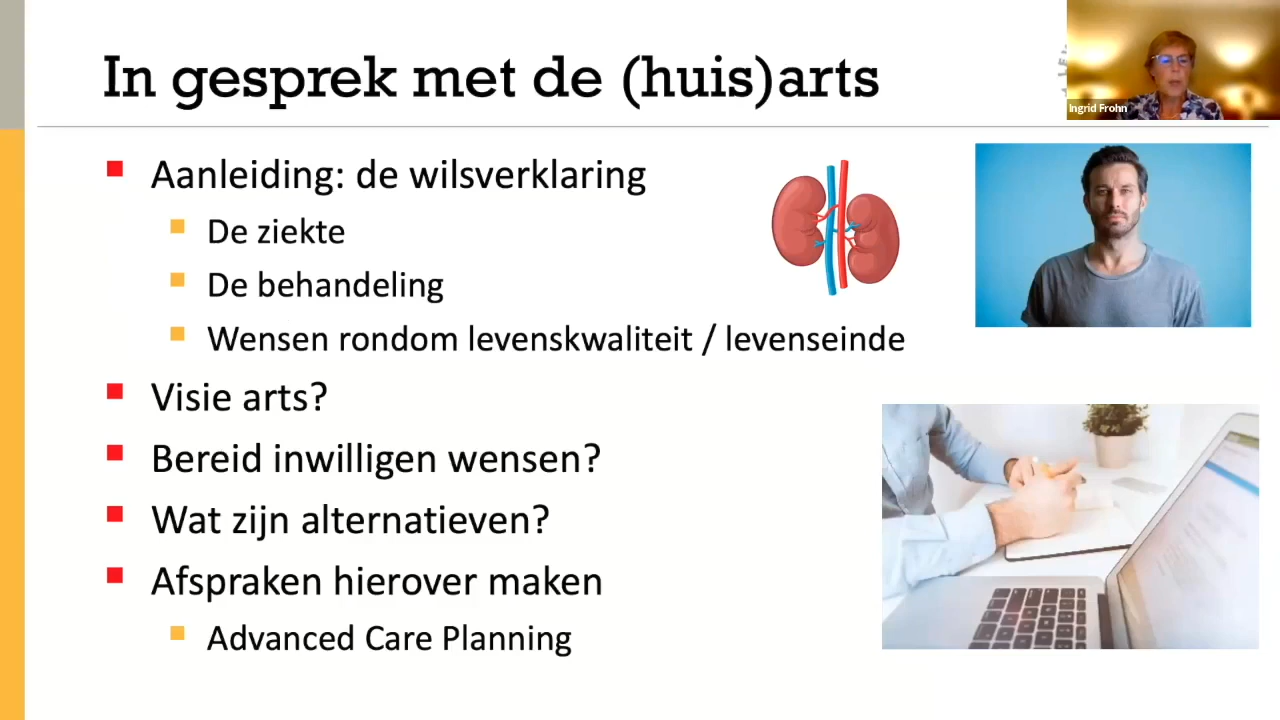 In gesprek met de (huis)arts
Ingrid Frohn
Aanleiding: de wilsverklaring
De ziekte
De behandeling
Wensen rondom levenskwaliteit / levenseinde
Visie arts?
Bereid inwilligen wensen?
Wat zijn alternatieven?
Afspraken hierover maken
Advanced Care Planning